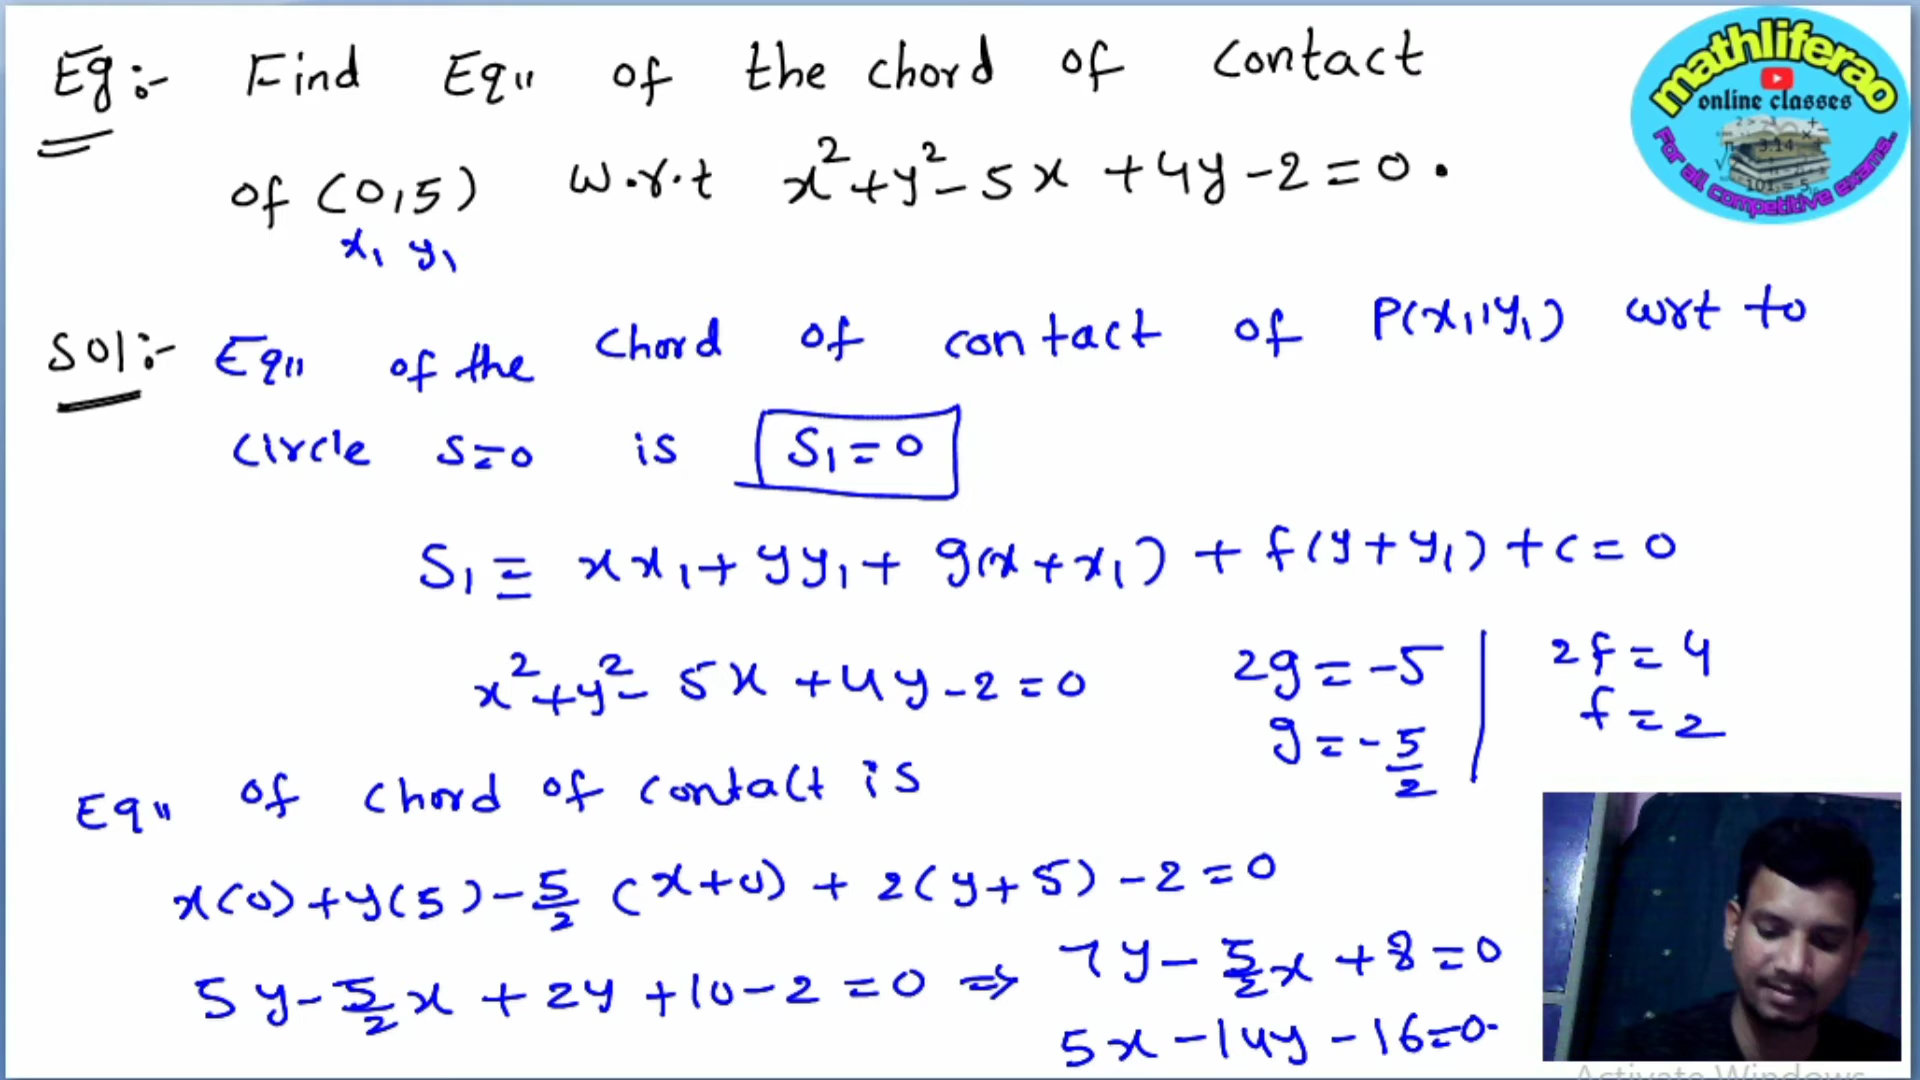 Eg:- Find Eqn of the chord of contact
of (0,5) w.r.t x²+y²-5x+4y-2=0.
x₁ y₁
Sol:- Eqn of the chord of contact of P(x₁,y₁) wrt to
circle S=0 is S₁=0
S₁ ≡ xx₁+yy₁+g(x+x₁)+f(y+y₁)+c=0
x²+y²-5x+4y-2=0
2g=-5 | 2f=4
g=-5/2 | f=2
Eqn of chord of contact is
x(0)+y(5)-5/2(x+0)+2(y+5)-2=0
5y-5/2x+2y+10-2=0 ⇒ 7y-5/2x+8=0
5x-14y-16=0.
mathliferao
online classes
3.14
For all competitive exams..
Activate Windows